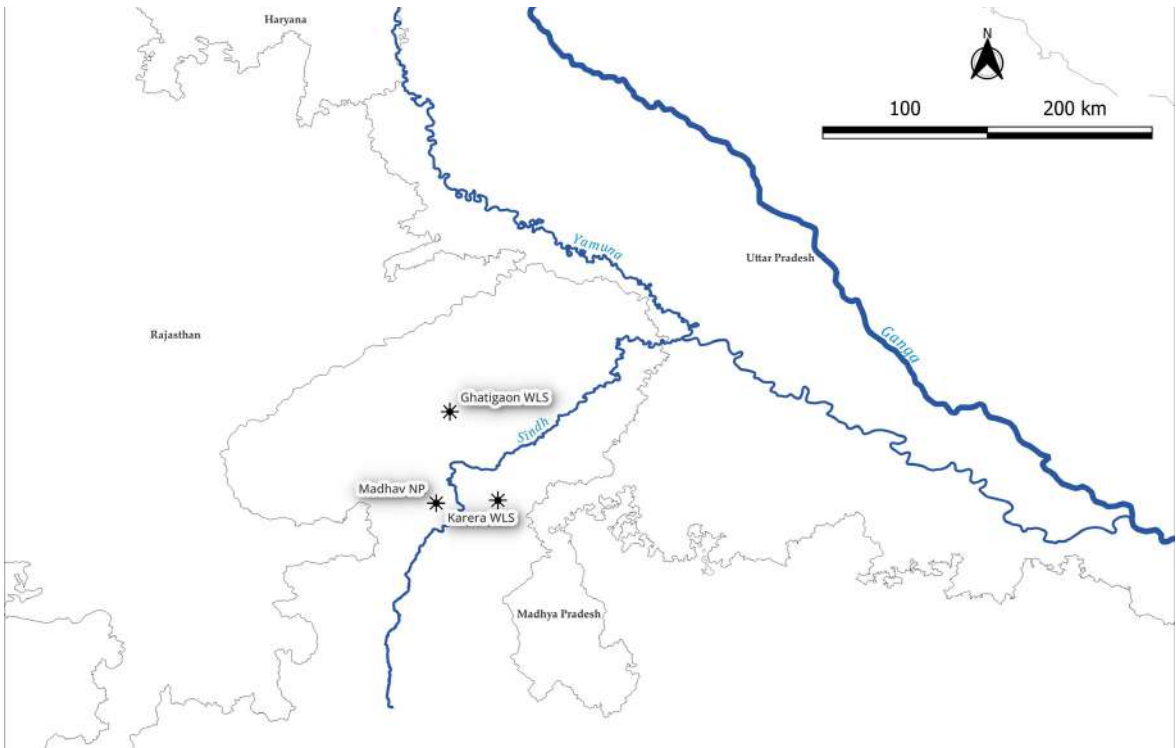 Haryana
N
100
200 km
Yamuna
Uttar Pradesh
Rajasthan
Ganga
Ghatigaon WLS
Sindh
Madhav NP
Karera WLS
Madhya Pradesh